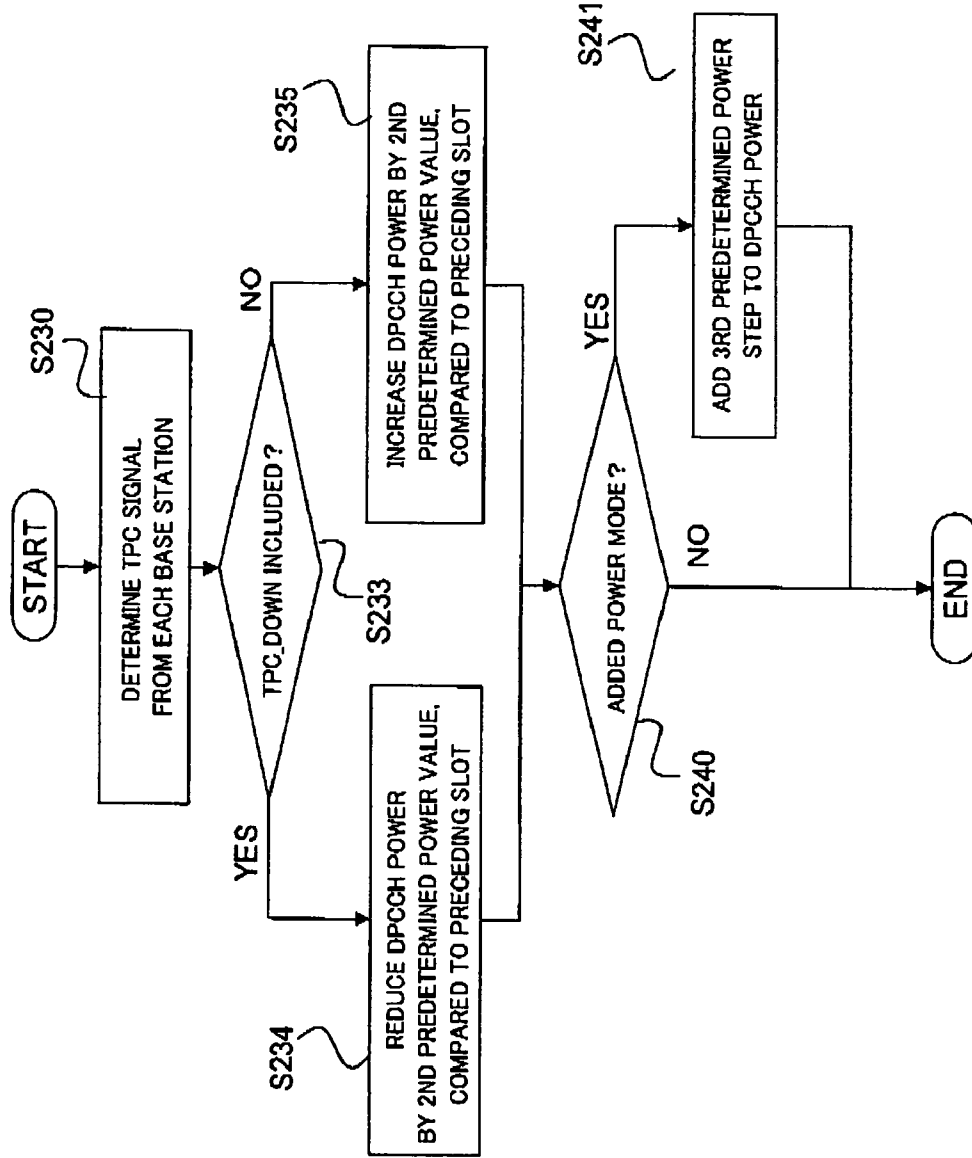 START
S230
DETERMINE TPC SIGNAL
FROM EACH BASE STATION
TPC_DOWN INCLUDED?
S233
YES
NO
S234
REDUCE DPCCH POWER
BY 2ND PREDETERMINED POWER VALUE,
COMPARED TO PRECEDING SLOT
S235
INCREASE DPCCH POWER BY 2ND
PREDETERMINED POWER VALUE,
COMPARED TO PRECEDING SLOT
ADDED POWER MODE?
S240
YES
NO
S241
ADD 3RD PREDETERMINED POWER
STEP TO DPCCH POWER
END